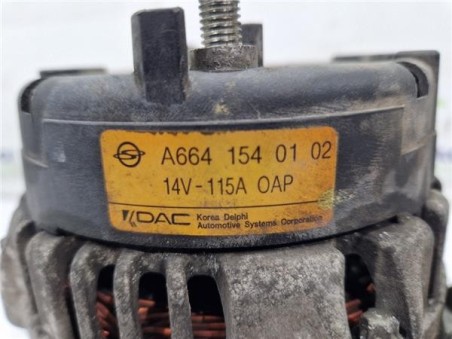 A664 154 01 02
14V-115A OAP
KDAC Korea Delphi
Automotive Systems Corporation